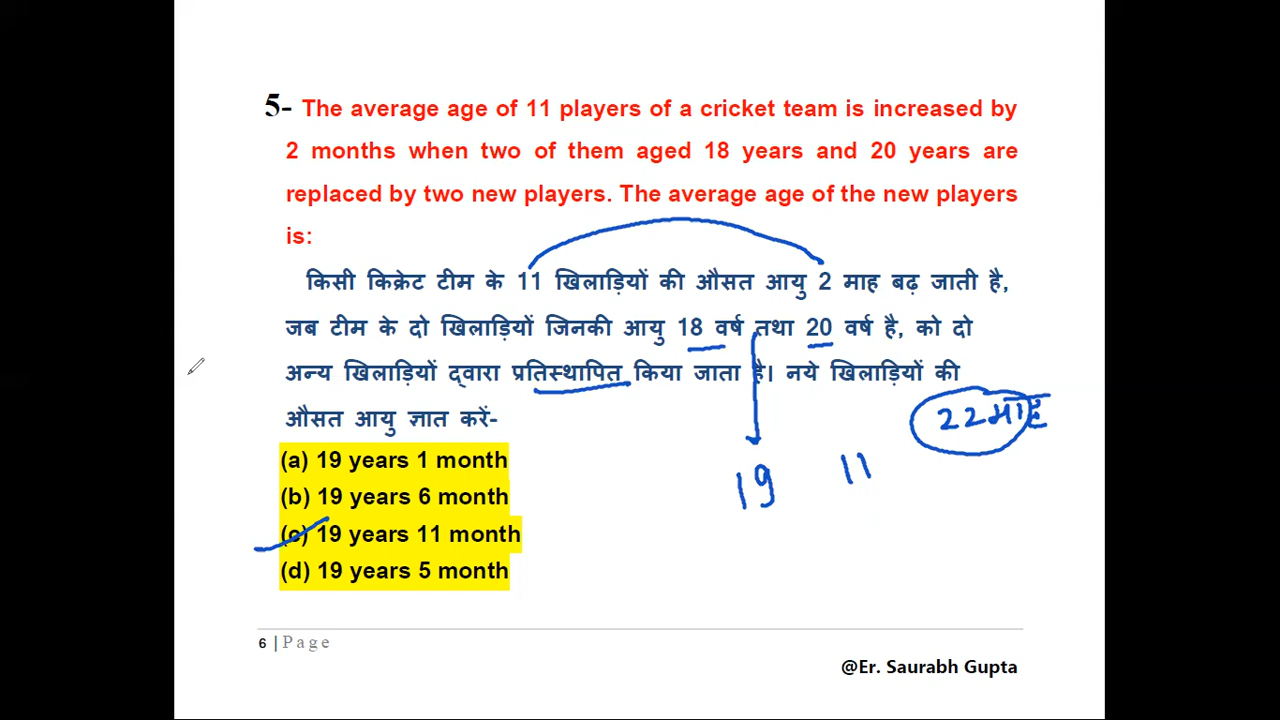 5- The average age of 11 players of a cricket team is increased by
2 months when two of them aged 18 years and 20 years are
replaced by two new players. The average age of the new players
is:
किसी किक्रेट टीम के 11 खिलाड़ियों की औसत आयु 2 माह बढ़ जाती है,
जब टीम के दो खिलाड़ियों जिनकी आयु 18 वर्ष तथा 20 वर्ष है, को दो
अन्य खिलाड़ियों द्वारा प्रतिस्थापित किया जाता है। नये खिलाड़ियों की
औसत आयु ज्ञात करें-
22माह
(a) 19 years 1 month
19 11
(b) 19 years 6 month
(c) 19 years 11 month
(d) 19 years 5 month
6 | Page
@Er. Saurabh Gupta